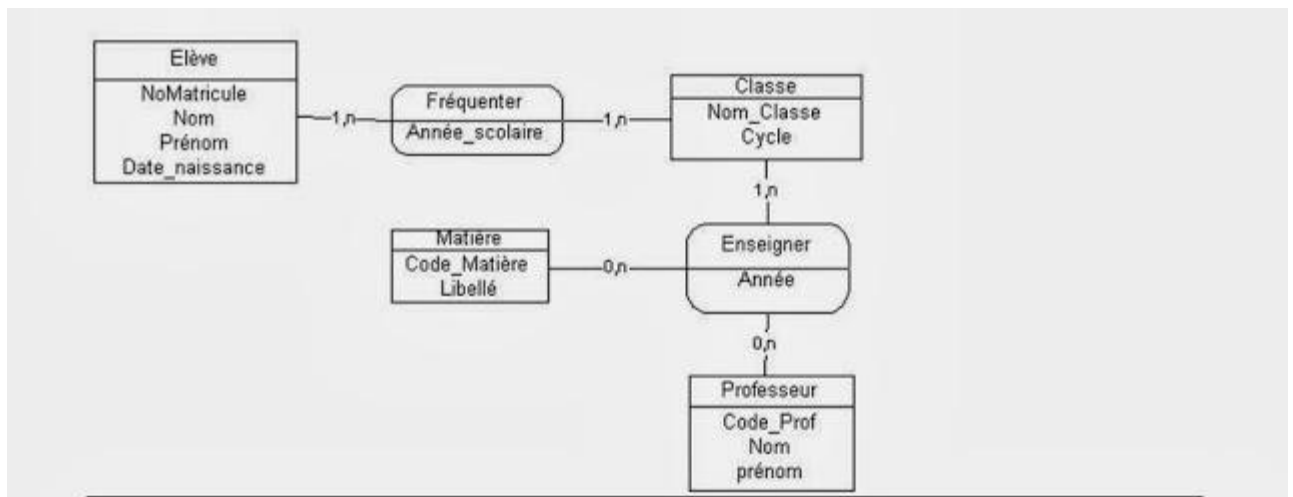 Elève
NoMatricule
Nom
Prénom
Date_naissance
1,n
Fréquenter
Année_scolaire
1,n
Classe
Nom_Classe
Cycle
1,n
Matière
Code_Matière
Libellé
0,n
Enseigner
Année
0,n
Professeur
Code_Prof
Nom
prénom